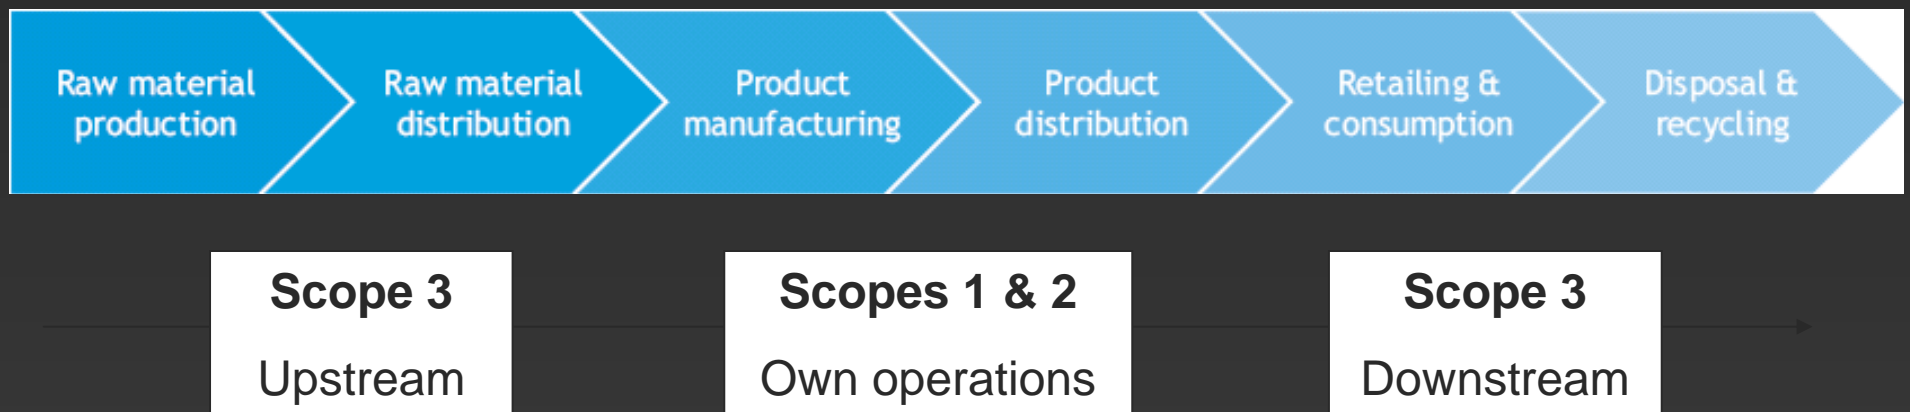 Raw material
production
Raw material
distribution
Product
manufacturing
Product
distribution
Retailing &
consumption
Disposal &
recycling
Scope 3
Upstream
Scopes 1 & 2
Own operations
Scope 3
Downstream